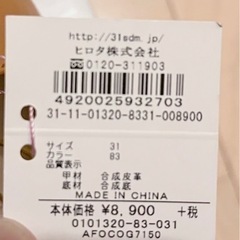 http://31sdm.jp/
ヒロタ株式会社
0120-311903
4920025932703
31-11-01320-8331-008900
サイズ 31
カラー 83
品質表示
甲材 合成皮革
底材 合成底
MADE IN CHINA
本体価格 ¥8,900 +税
0101320-83-031
AFOCOG7150